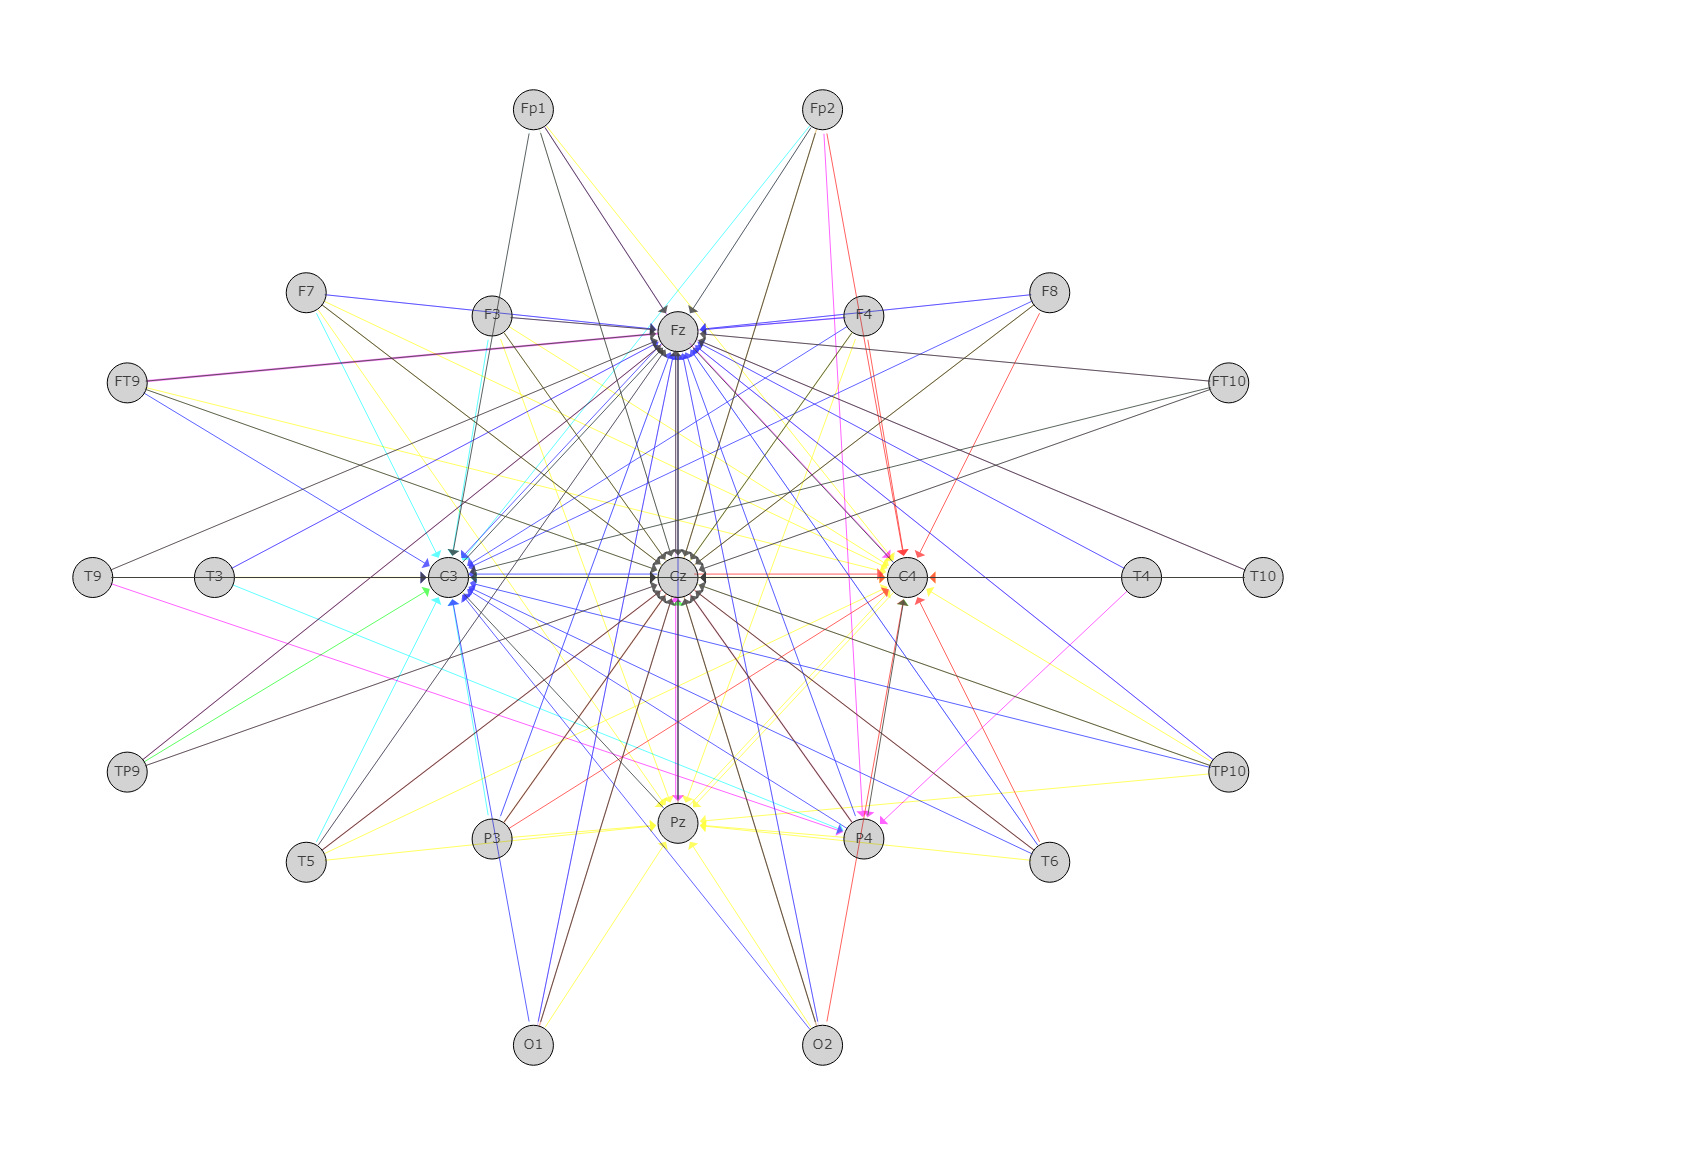 Fp1 Fp2
F7 F3 Fz F4 F8
FT9 FT10
T9 T3 C3 Cz C4 T4 T10
TP9 TP10
T5 P3 Pz P4 T6
O1 O2